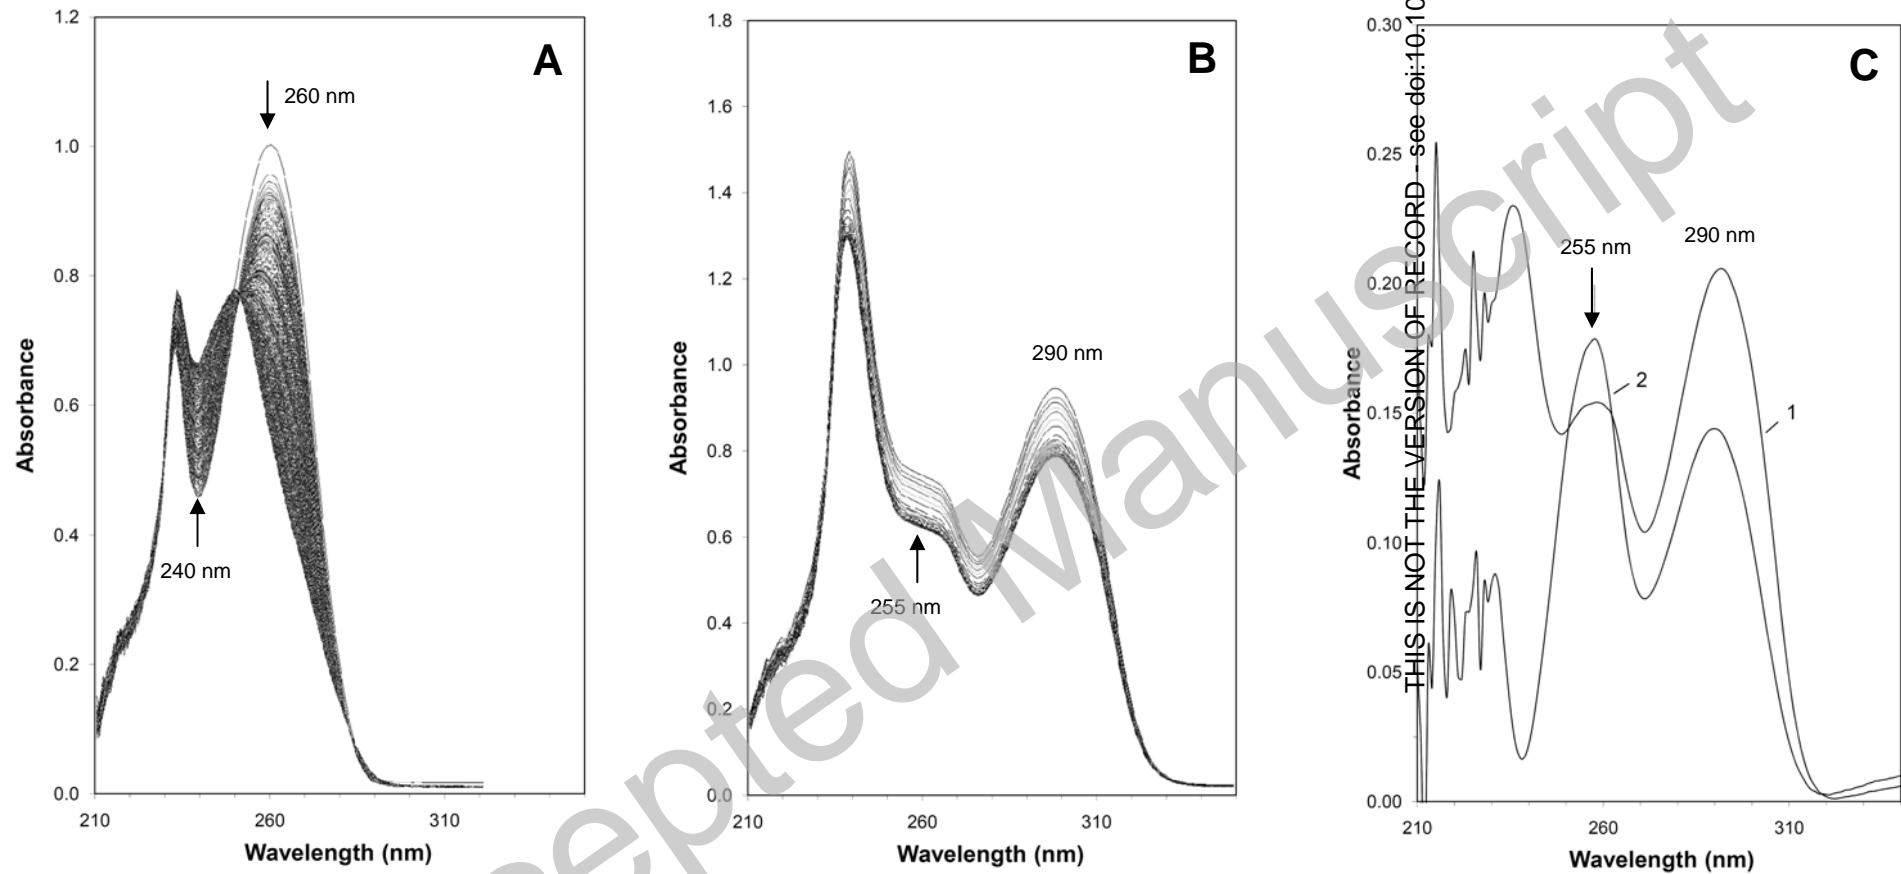 A
260 nm
240 nm
1.2
1.0
0.8
0.6
0.4
0.2
0.0
210
260
310
Absorbance
Wavelength (nm)
B
290 nm
255 nm
1.8
1.6
1.4
1.2
1.0
0.8
0.6
0.4
0.2
0.0
210
260
310
Absorbance
Wavelength (nm)
C
255 nm
290 nm
2
1
0.30
0.25
0.20
0.15
0.10
0.05
0.00
210
260
310
Absorbance
Wavelength (nm)
THIS IS NOT THE VERSION OF RECORD - see doi:10.10
cepted Manuscript